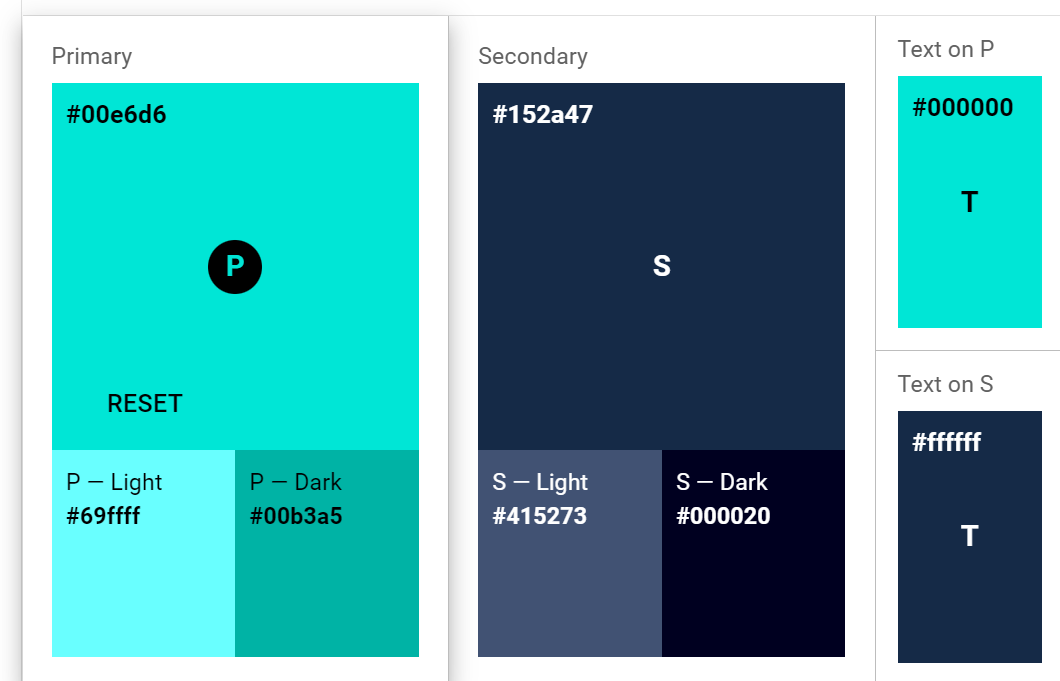 Primary
#00e6d6
P
RESET
P — Light
#69ffff
P — Dark
#00b3a5
Secondary
#152a47
S
S — Light
#415273
S — Dark
#000020
Text on P
#000000
T
Text on S
#ffffff
T